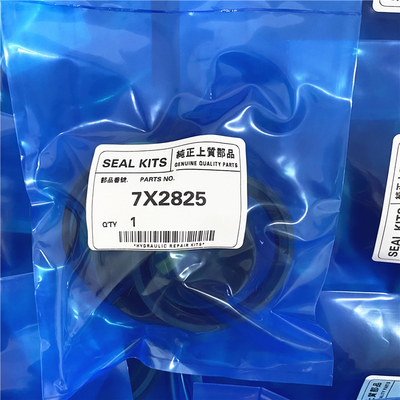 SEAL KITS 純正上質部品
GENUINE QUALITY PARTS
部品番號. PARTS NO.
7X2825
Q'TY 1
"HYDRAULIC REPAIR KITS"